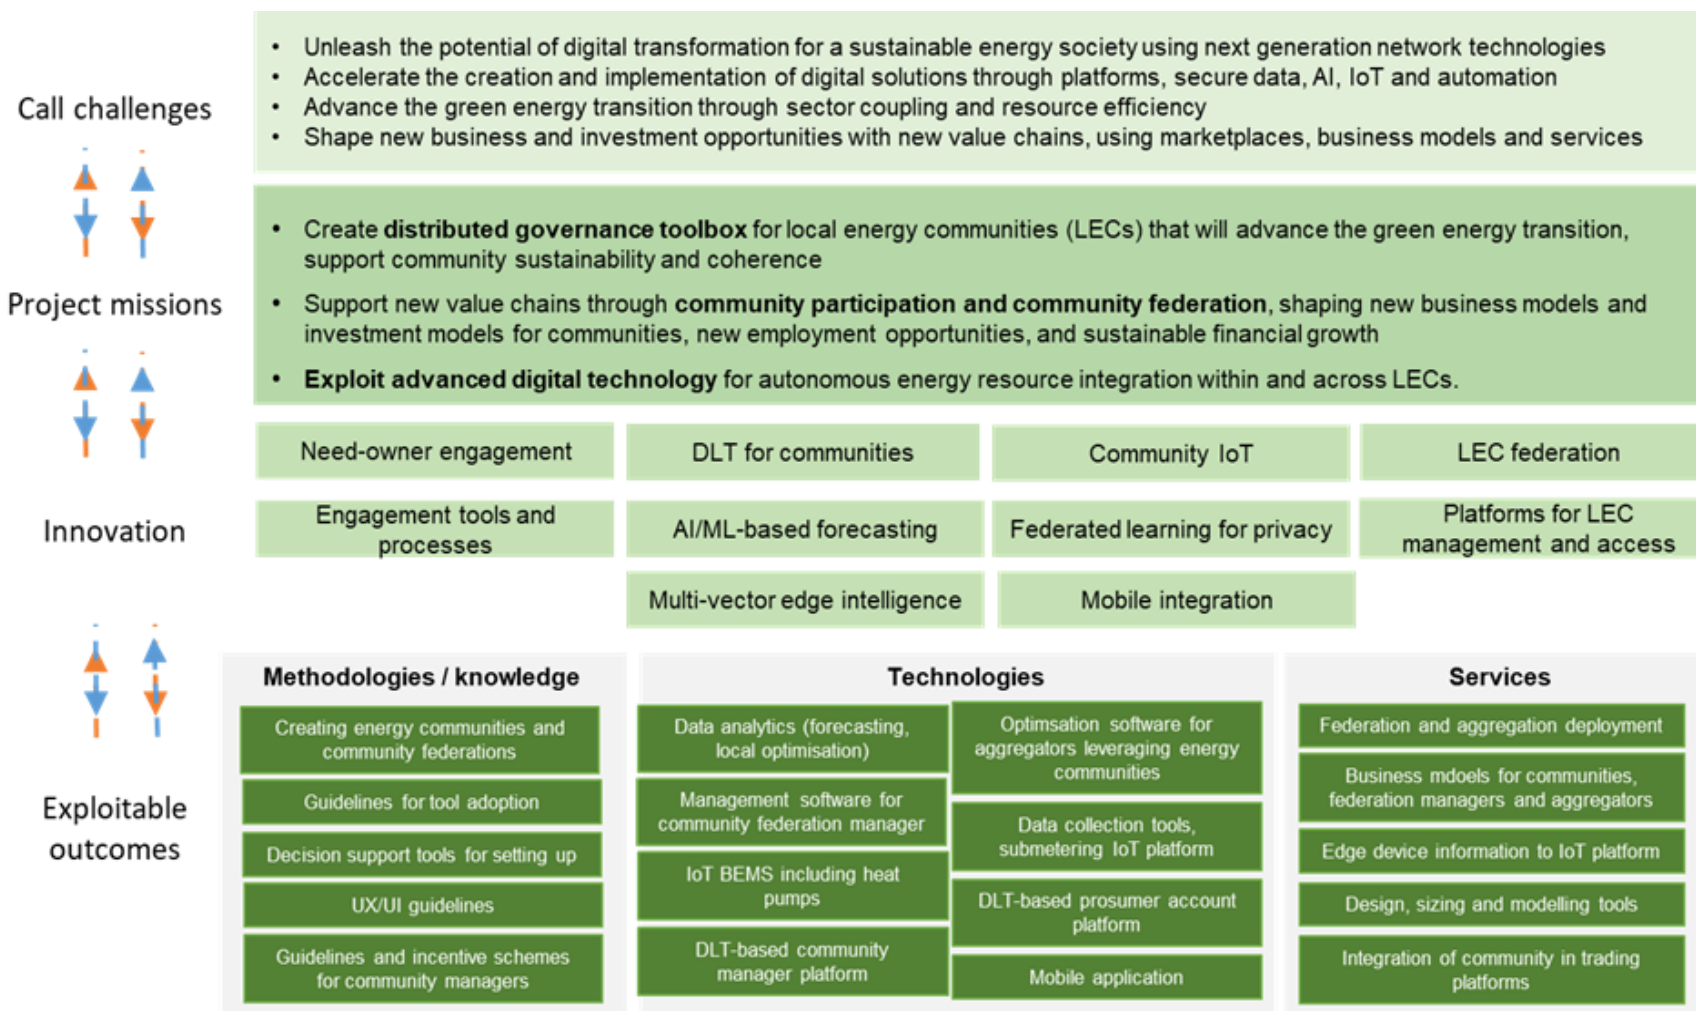 Call challenges
• Unleash the potential of digital transformation for a sustainable energy society using next generation network technologies
• Accelerate the creation and implementation of digital solutions through platforms, secure data, AI, IoT and automation
• Advance the green energy transition through sector coupling and resource efficiency
• Shape new business and investment opportunities with new value chains, using marketplaces, business models and services
Project missions
• Create distributed governance toolbox for local energy communities (LECs) that will advance the green energy transition,
support community sustainability and coherence
• Support new value chains through community participation and community federation, shaping new business models and
investment models for communities, new employment opportunities, and sustainable financial growth
• Exploit advanced digital technology for autonomous energy resource integration within and across LECs.
Innovation
Need-owner engagement
DLT for communities
Community IoT
LEC federation
Engagement tools and
processes
AI/ML-based forecasting
Federated learning for privacy
Platforms for LEC
management and access
Multi-vector edge intelligence
Mobile integration
Exploitable
outcomes
Methodologies / knowledge
Creating energy communities and
community federations
Guidelines for tool adoption
Decision support tools for setting up
UX/UI guidelines
Guidelines and incentive schemes
for community managers
Technologies
Data analytics (forecasting,
local optimisation)
Management software for
community federation manager
IoT BEMS including heat
pumps
DLT-based community
manager platform
Optimsation software for
aggregators leveraging energy
communities
Data collection tools,
submetering IoT platform
DLT-based prosumer account
platform
Mobile application
Services
Federation and aggregation deployment
Business mdoels for communities,
federation managers and aggregators
Edge device information to IoT platform
Design, sizing and modelling tools
Integration of community in trading
platforms